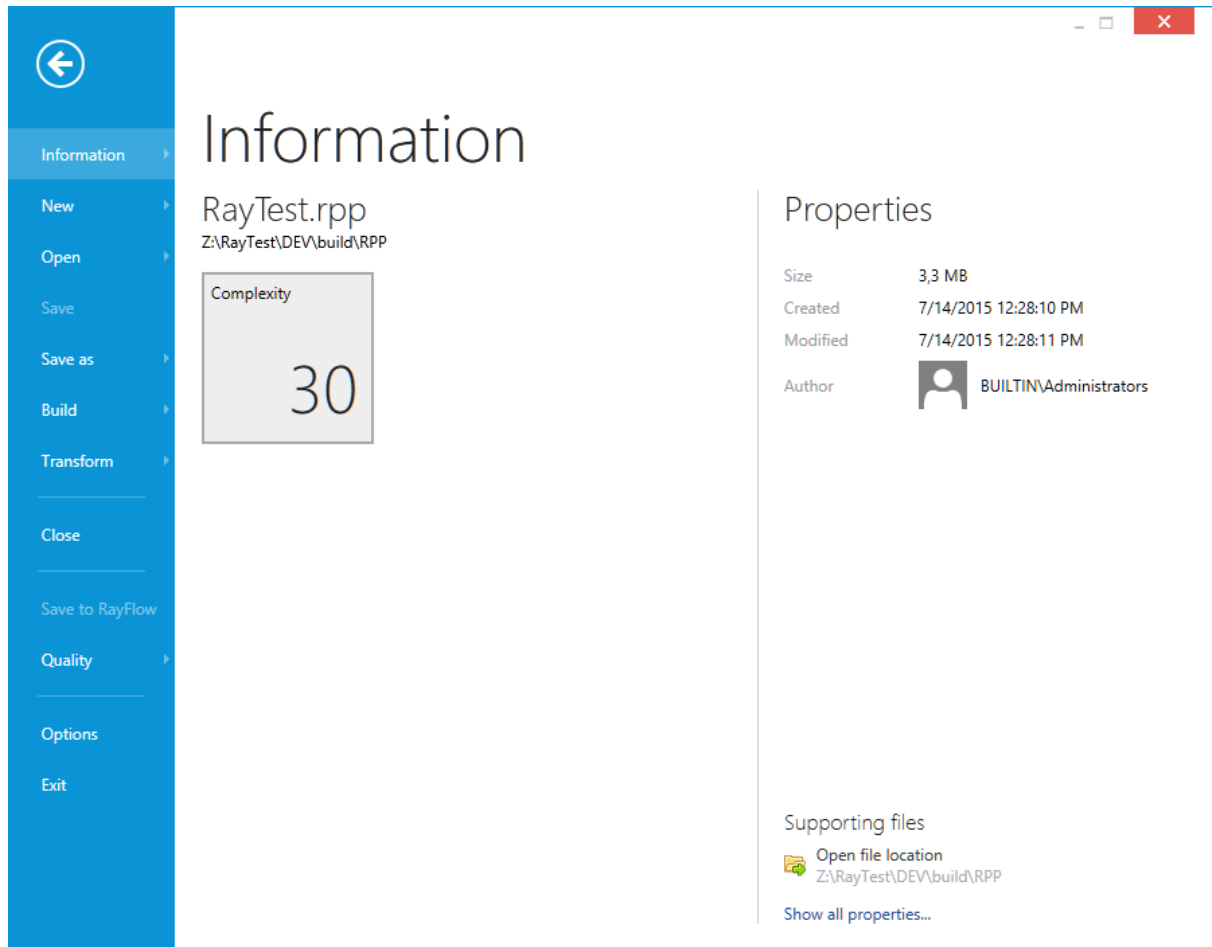 Information
New
Open
Save
Save as
Build
Transform
Close
Save to RayFlow
Quality
Options
Exit
Information
RayTest.rpp
Z:\RayTest\DEV\build\RPP
Complexity
30
Properties
Size 3,3 MB
Created 7/14/2015 12:28:10 PM
Modified 7/14/2015 12:28:11 PM
Author BUILTIN\Administrators
Supporting files
Open file location
Z:\RayTest\DEV\build\RPP
Show all properties...